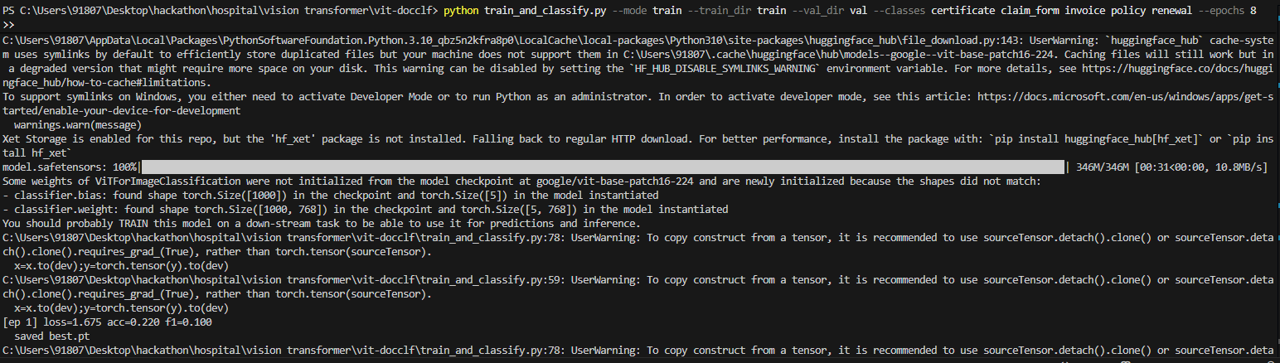 PS C:\Users\91807\Desktop\hackathon\hospital\vision transformer\vit-docclf> python train_and_classify.py --mode train --train_dir train --val_dir val --classes certificate claim_form invoice policy renewal --epochs 8
>>
C:\Users\91807\AppData\Local\Packages\PythonSoftwareFoundation.Python.3.10_qbz5n2kfra8p0\LocalCache\local-packages\Python310\site-packages\huggingface_hub\file_download.py:143: UserWarning: `huggingface_hub` cache-syste
m uses symlinks by default to efficiently store duplicated files but your machine does not support them in C:\Users\91807\.cache\huggingface\hub\models--google--vit-base-patch16-224. Caching files will still work but in
 a degraded version that might require more space on your disk. This warning can be disabled by setting the `HF_HUB_DISABLE_SYMLINKS_WARNING` environment variable. For more details, see https://huggingface.co/docs/huggi
ngface_hub/how-to-cache#limitations.
To support symlinks on Windows, you either need to activate Developer Mode or to run Python as an administrator. In order to activate developer mode, see this article: https://docs.microsoft.com/en-us/windows/apps/get-s
tarted/enable-your-device-for-development
  warnings.warn(message)
Xet Storage is enabled for this repo, but the 'hf_xet' package is not installed. Falling back to regular HTTP download. For better performance, install the package with: `pip install huggingface_hub[hf_xet]` or `pip ins
tall hf_xet`
model.safetensors: 100%| | 346M/346M [00:31<00:00, 10.8MB/s]
Some weights of ViTForImageClassification were not initialized from the model checkpoint at google/vit-base-patch16-224 and are newly initialized because the shapes did not match:
- classifier.bias: found shape torch.Size([1000]) in the checkpoint and torch.Size([5]) in the model instantiated
- classifier.weight: found shape torch.Size([1000, 768]) in the checkpoint and torch.Size([5, 768]) in the model instantiated
You should probably TRAIN this model on a down-stream task to be able to use it for predictions and inference.
C:\Users\91807\Desktop\hackathon\hospital\vision transformer\vit-docclf\train_and_classify.py:78: UserWarning: To copy construct from a tensor, it is recommended to use sourceTensor.detach().clone() or sourceTensor.deta
ch().clone().requires_grad_(True), rather than torch.tensor(sourceTensor).
  x=x.to(dev);y=torch.tensor(y).to(dev)
C:\Users\91807\Desktop\hackathon\hospital\vision transformer\vit-docclf\train_and_classify.py:59: UserWarning: To copy construct from a tensor, it is recommended to use sourceTensor.detach().clone() or sourceTensor.deta
ch().clone().requires_grad_(True), rather than torch.tensor(sourceTensor).
  x=x.to(dev);y=torch.tensor(y).to(dev)
[ep 1] loss=1.675 acc=0.220 f1=0.100
  saved best.pt
C:\Users\91807\Desktop\hackathon\hospital\vision transformer\vit-docclf\train_and_classify.py:78: UserWarning: To copy construct from a tensor, it is recommended to use sourceTensor.detach().clone() or sourceTensor.deta